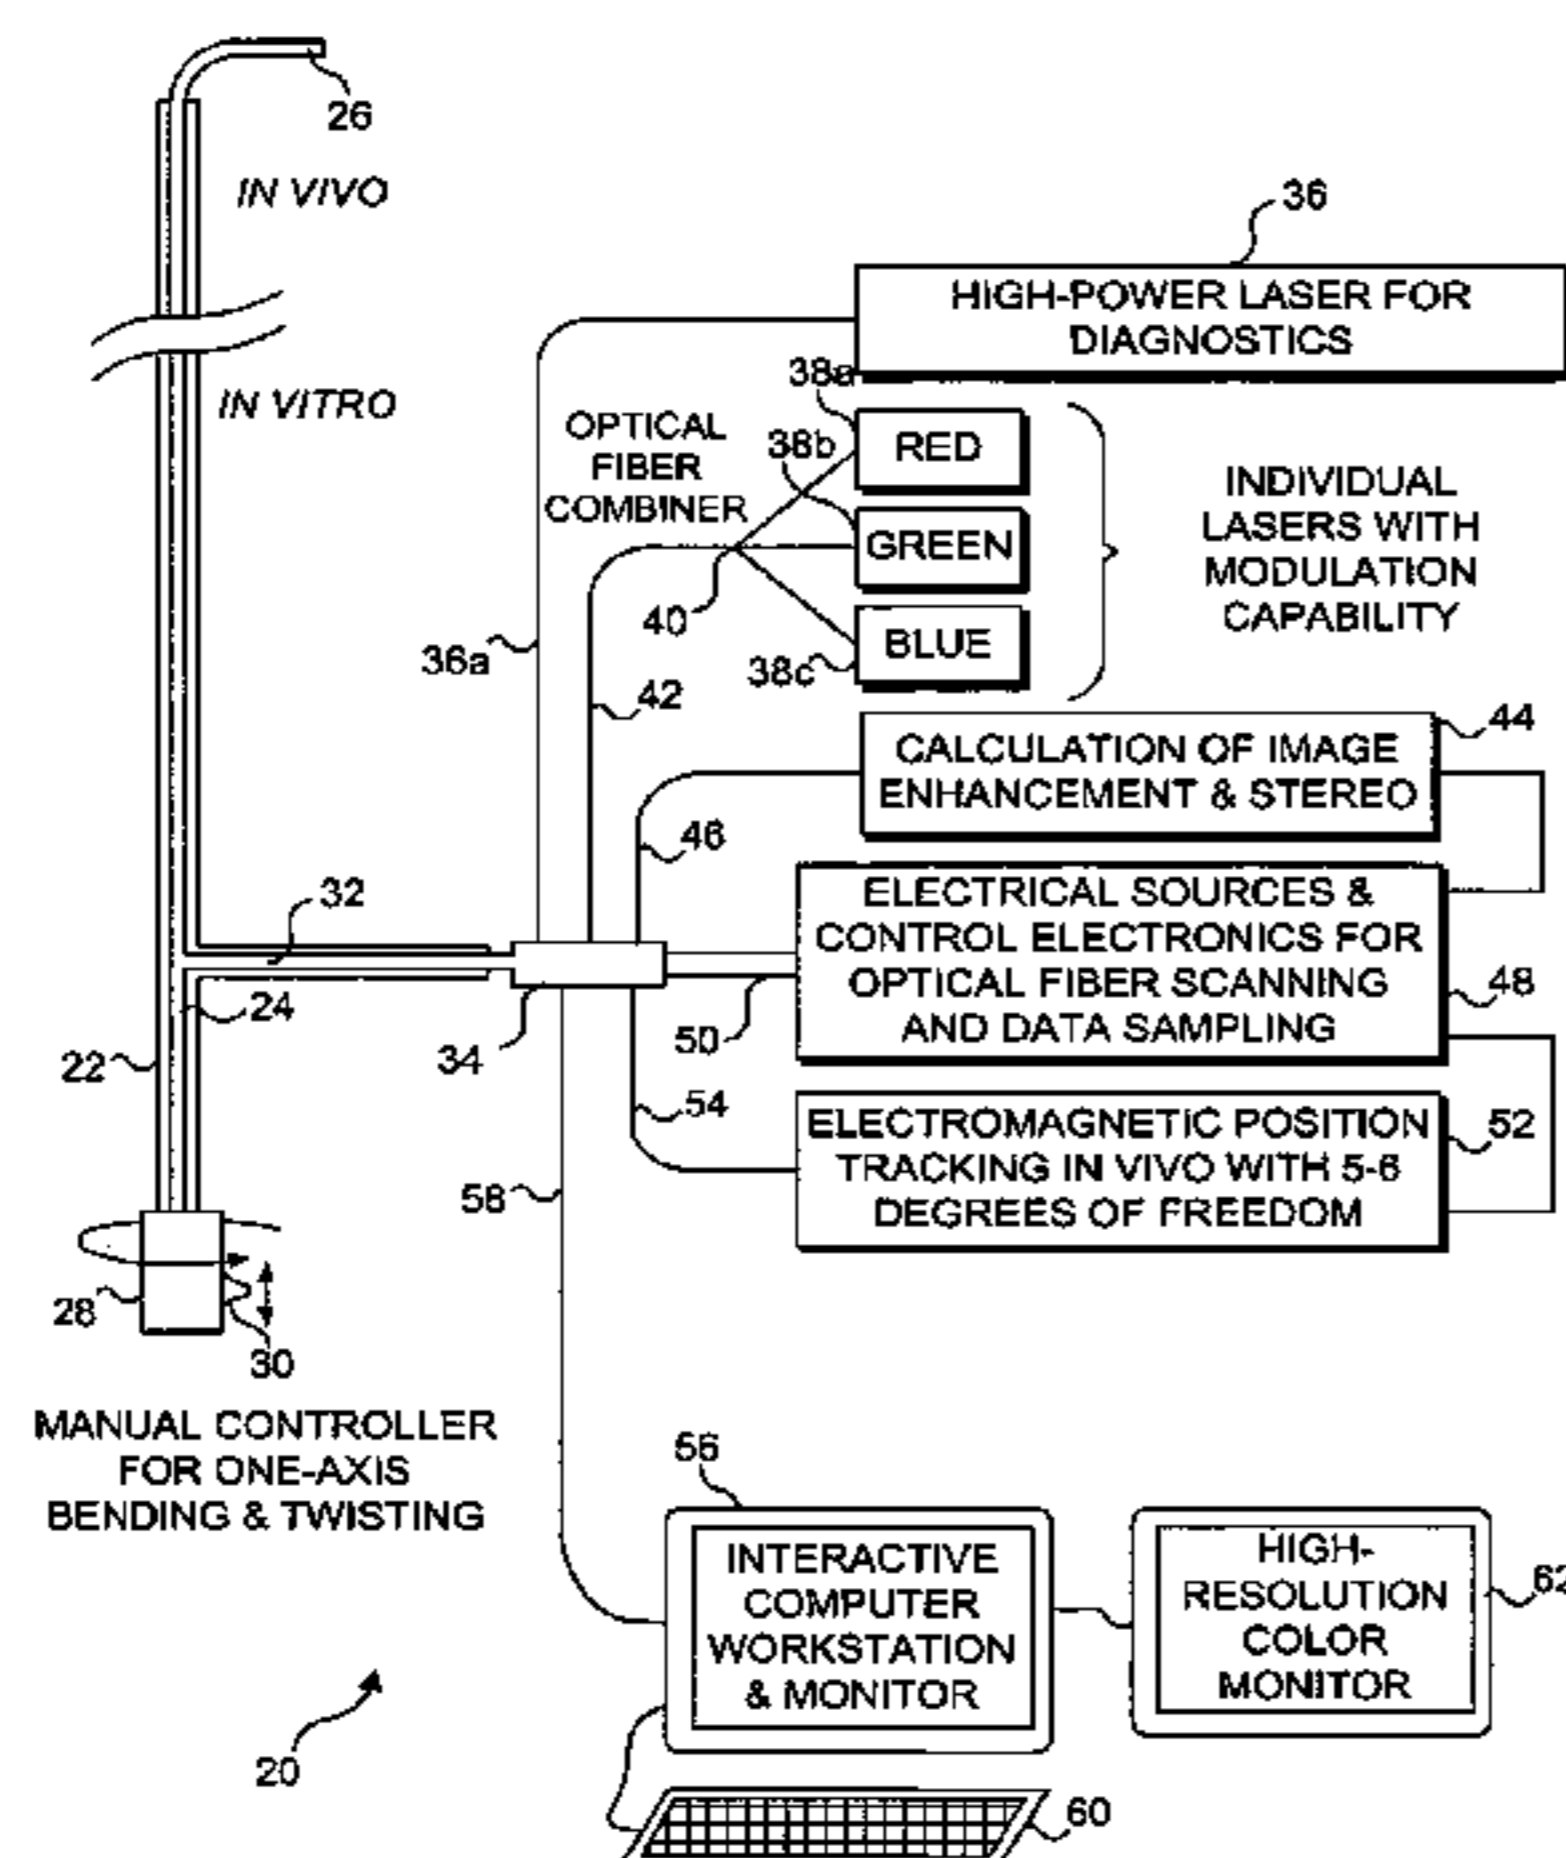 26
IN VIVO
36
HIGH-POWER LASER FOR
DIAGNOSTICS
IN VITRO
38a
OPTICAL
FIBER
COMBINER
38b
RED
GREEN
BLUE
INDIVIDUAL
LASERS WITH
MODULATION
CAPABILITY
40
36a
38c
42
44
CALCULATION OF IMAGE
ENHANCEMENT & STEREO
46
32
ELECTRICAL SOURCES &
CONTROL ELECTRONICS FOR
OPTICAL FIBER SCANNING
AND DATA SAMPLING
48
24
22
34
50
54
ELECTROMAGNETIC POSITION
TRACKING IN VIVO WITH 5-6
DEGREES OF FREEDOM
52
58
28
30
MANUAL CONTROLLER
FOR ONE-AXIS
BENDING & TWISTING
56
INTERACTIVE
COMPUTER
WORKSTATION
& MONITOR
HIGH-
RESOLUTION
COLOR
MONITOR
62
20
60